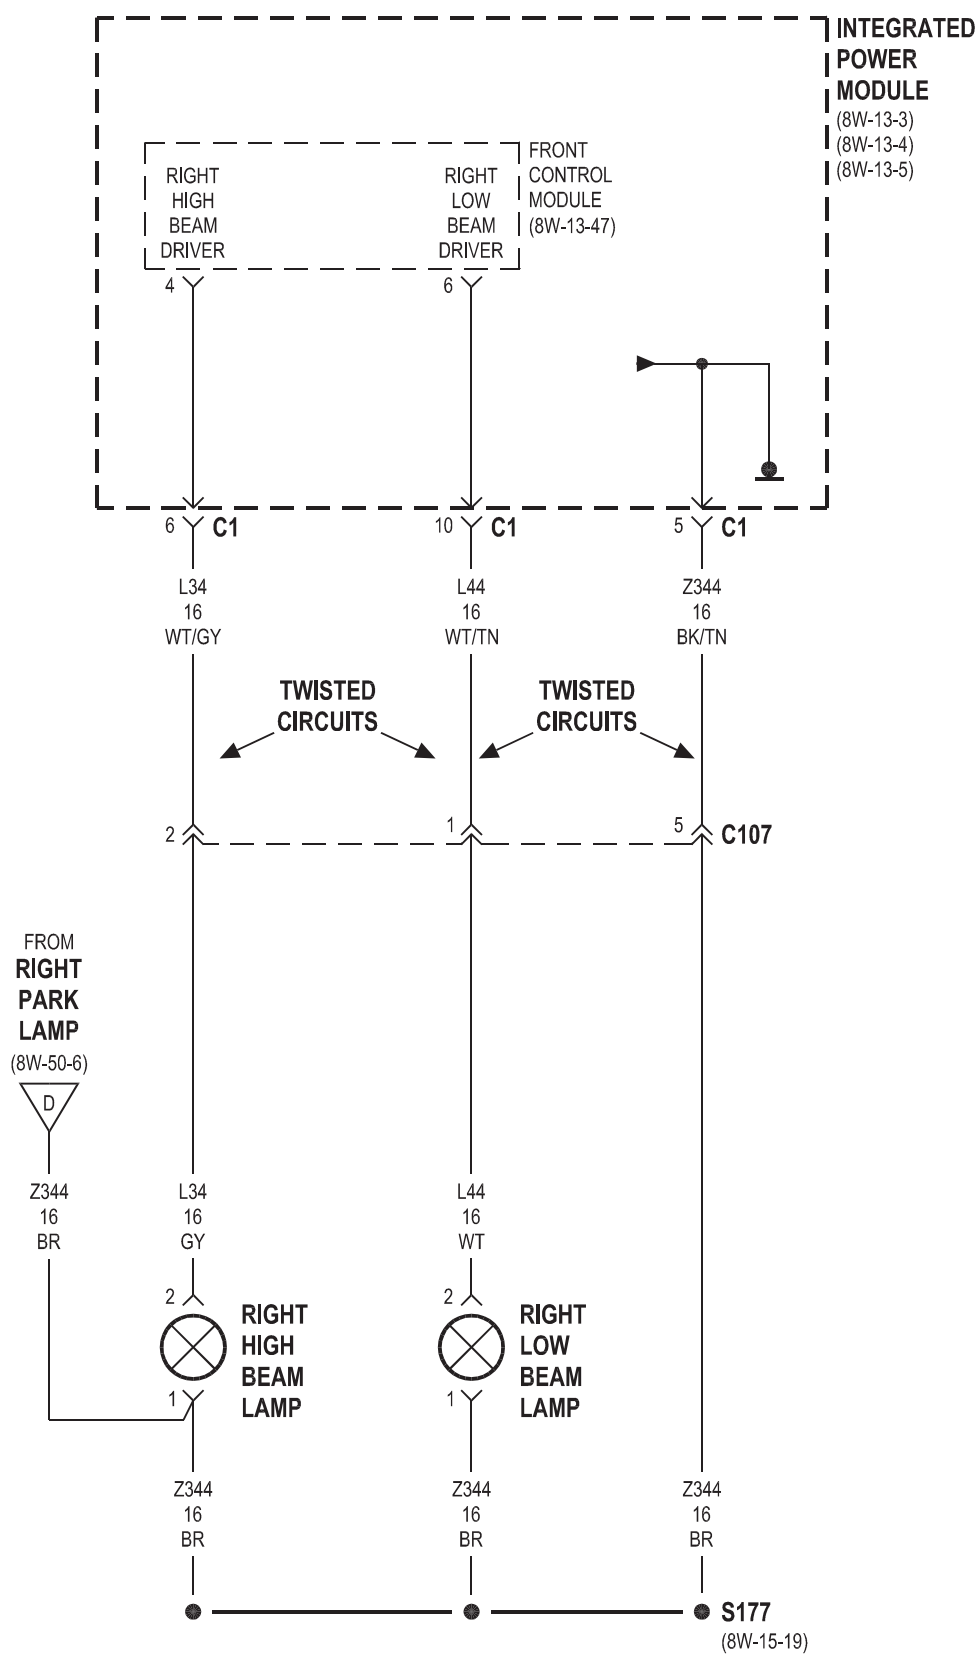 INTEGRATED
POWER
MODULE
(8W-13-3)
(8W-13-4)
(8W-13-5)
FRONT
CONTROL
MODULE
(8W-13-47)
RIGHT
HIGH
BEAM
DRIVER
RIGHT
LOW
BEAM
DRIVER
4
6
6
C1
10
C1
5
C1
L34
16
WT/GY
L44
16
WT/TN
Z344
16
BK/TN
TWISTED
CIRCUITS
TWISTED
CIRCUITS
2
1
5
C107
FROM
RIGHT
PARK
LAMP
(8W-50-6)
D
Z344
16
BR
L34
16
GY
L44
16
WT
2
RIGHT
HIGH
BEAM
LAMP
1
2
RIGHT
LOW
BEAM
LAMP
1
Z344
16
BR
Z344
16
BR
Z344
16
BR
S177
(8W-15-19)